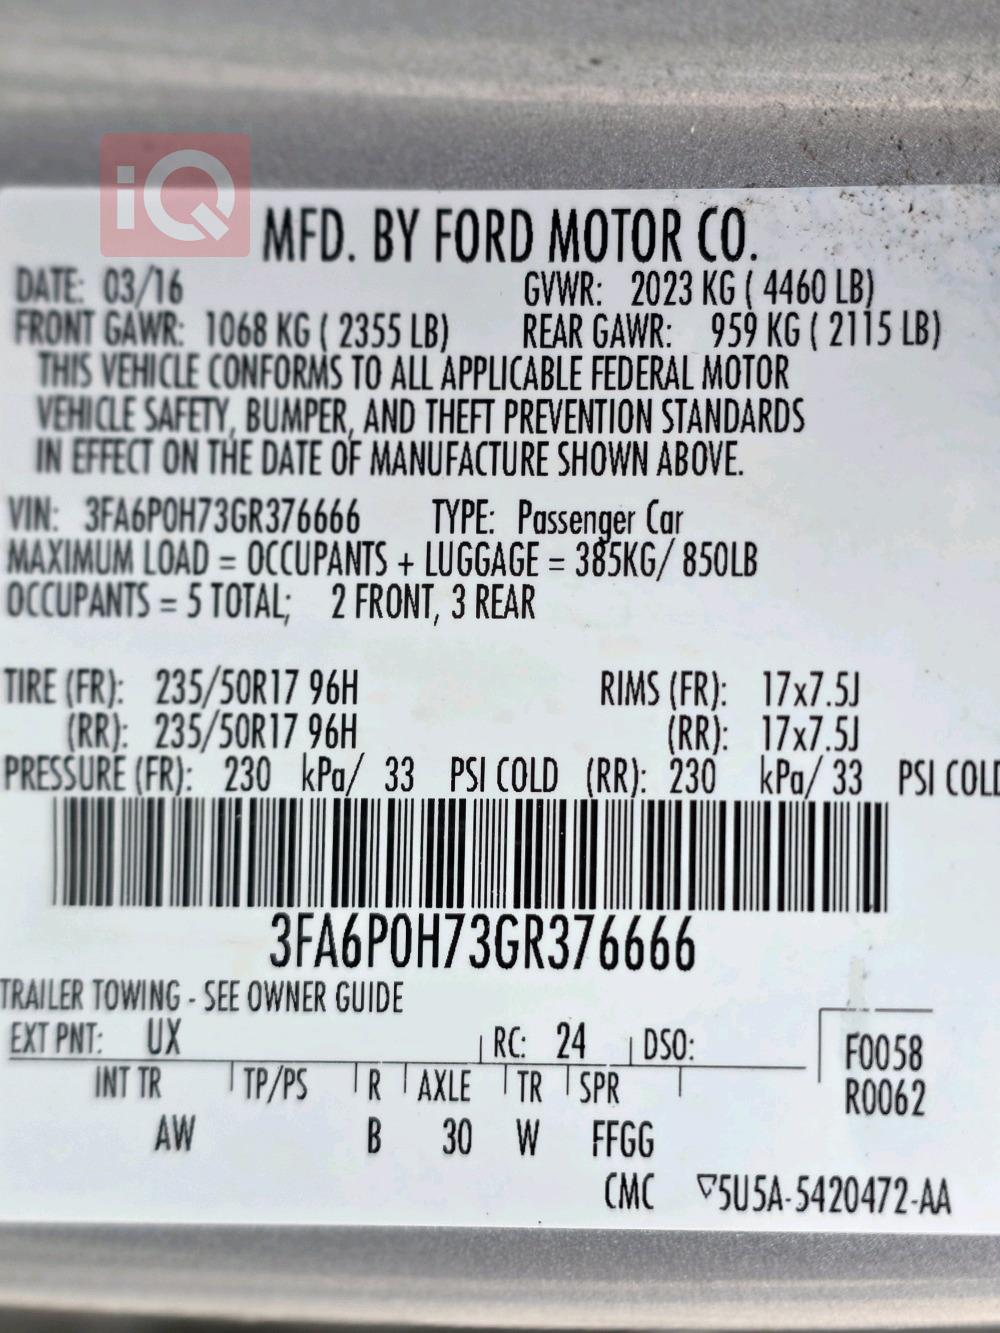 iQ
MFD. BY FORD MOTOR CO.
DATE: 03/16 GVWR: 2023 KG ( 4460 LB)
FRONT GAWR: 1068 KG ( 2355 LB) REAR GAWR: 959 KG ( 2115 LB)
THIS VEHICLE CONFORMS TO ALL APPLICABLE FEDERAL MOTOR
VEHICLE SAFETY, BUMPER, AND THEFT PREVENTION STANDARDS
IN EFFECT ON THE DATE OF MANUFACTURE SHOWN ABOVE.
VIN: 3FA6P0H73GR376666 TYPE: Passenger Car
MAXIMUM LOAD = OCCUPANTS + LUGGAGE = 385KG/ 850LB
OCCUPANTS = 5 TOTAL; 2 FRONT, 3 REAR
TIRE (FR): 235/50R17 96H RIMS (FR): 17x7.5J
(RR): 235/50R17 96H (RR): 17x7.5J
PRESSURE (FR): 230 kPa/ 33 PSI COLD (RR): 230 kPa/ 33 PSI COLD
3FA6P0H73GR376666
TRAILER TOWING - SEE OWNER GUIDE
EXT PNT: UX RC: 24 DSO: F0058
INT TR TP/PS R AXLE TR SPR R0062
AW B 30 W FFGG
CMC ▽5U5A-5420472-AA